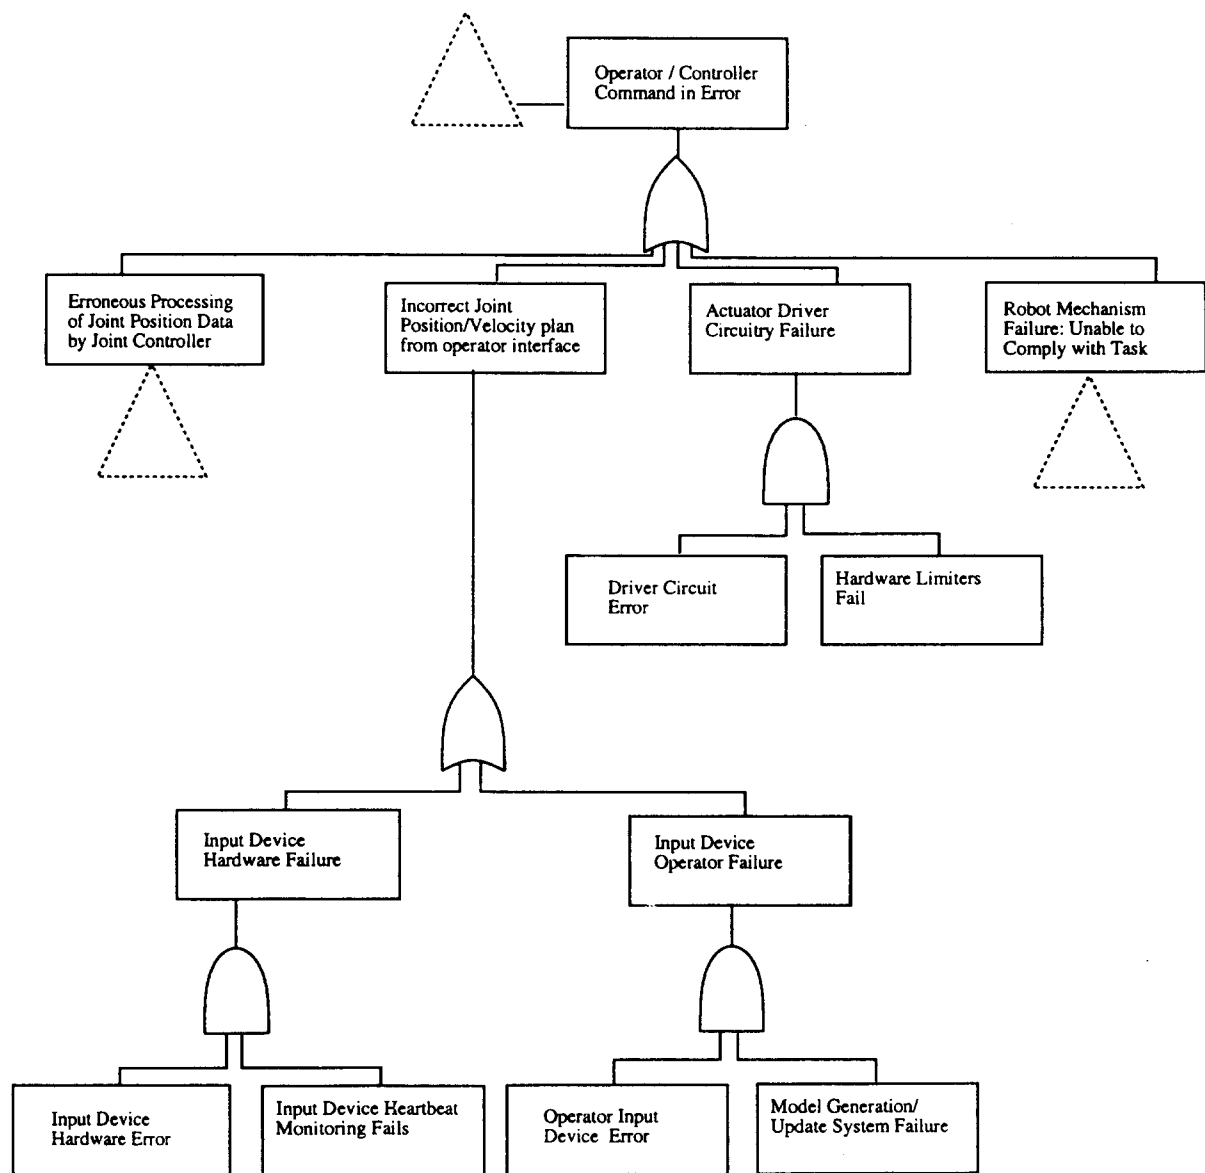 Operator / Controller
Command in Error
Erroneous Processing
of Joint Position Data
by Joint Controller
Incorrect Joint
Position/Velocity plan
from operator interface
Actuator Driver
Circuitry Failure
Robot Mechanism
Failure: Unable to
Comply with Task
Driver Circuit
Error
Hardware Limiters
Fail
Input Device
Hardware Failure
Input Device
Operator Failure
Input Device
Hardware Error
Input Device Heartbeat
Monitoring Fails
Operator Input
Device Error
Model Generation/
Update System Failure